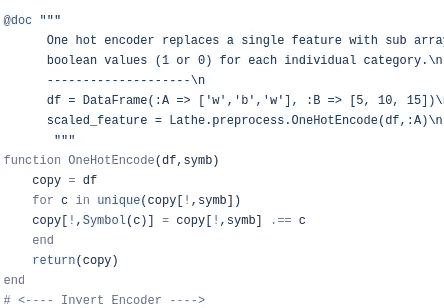 @doc """
One hot encoder replaces a single feature with sub
boolean values (1 or 0) for each individual category.\n
--------------------\n
df = DataFrame(:A => ['w','b','w'], :B => [5, 10, 15])\
scaled_feature = Lathe.preprocess.OneHotEncode(df,:A)\n
"""
function OneHotEncode(df,symb)
copy = df
for c in unique(copy[!,symb])
copy[!,Symbol(c)] = copy[!,symb] .== c
end
return(copy)
end
# <---- Invert Encoder ---->